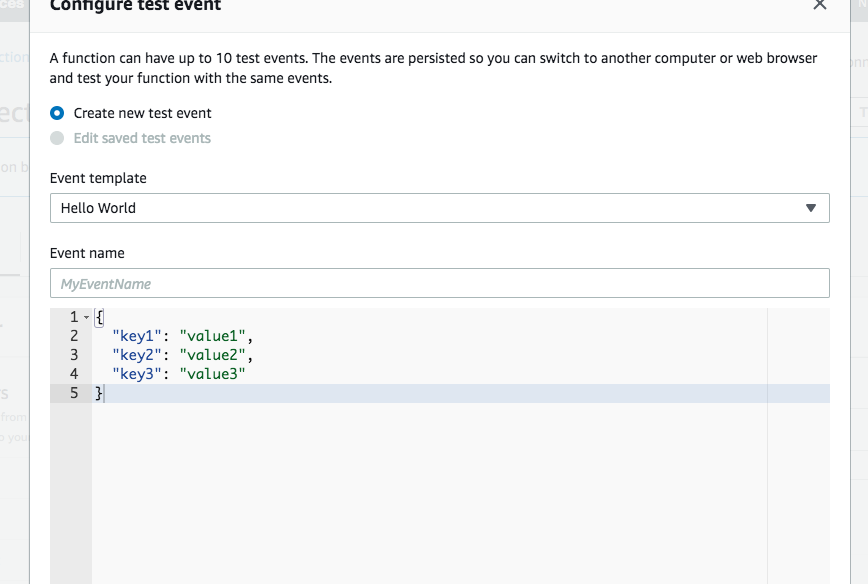 Configure test event
A function can have up to 10 test events. The events are persisted so you can switch to another computer or web browser
and test your function with the same events.
Create new test event
Edit saved test events
Event template
Hello World
Event name
MyEventName
1 {
2 "key1": "value1",
3 "key2": "value2",
4 "key3": "value3"
5 }